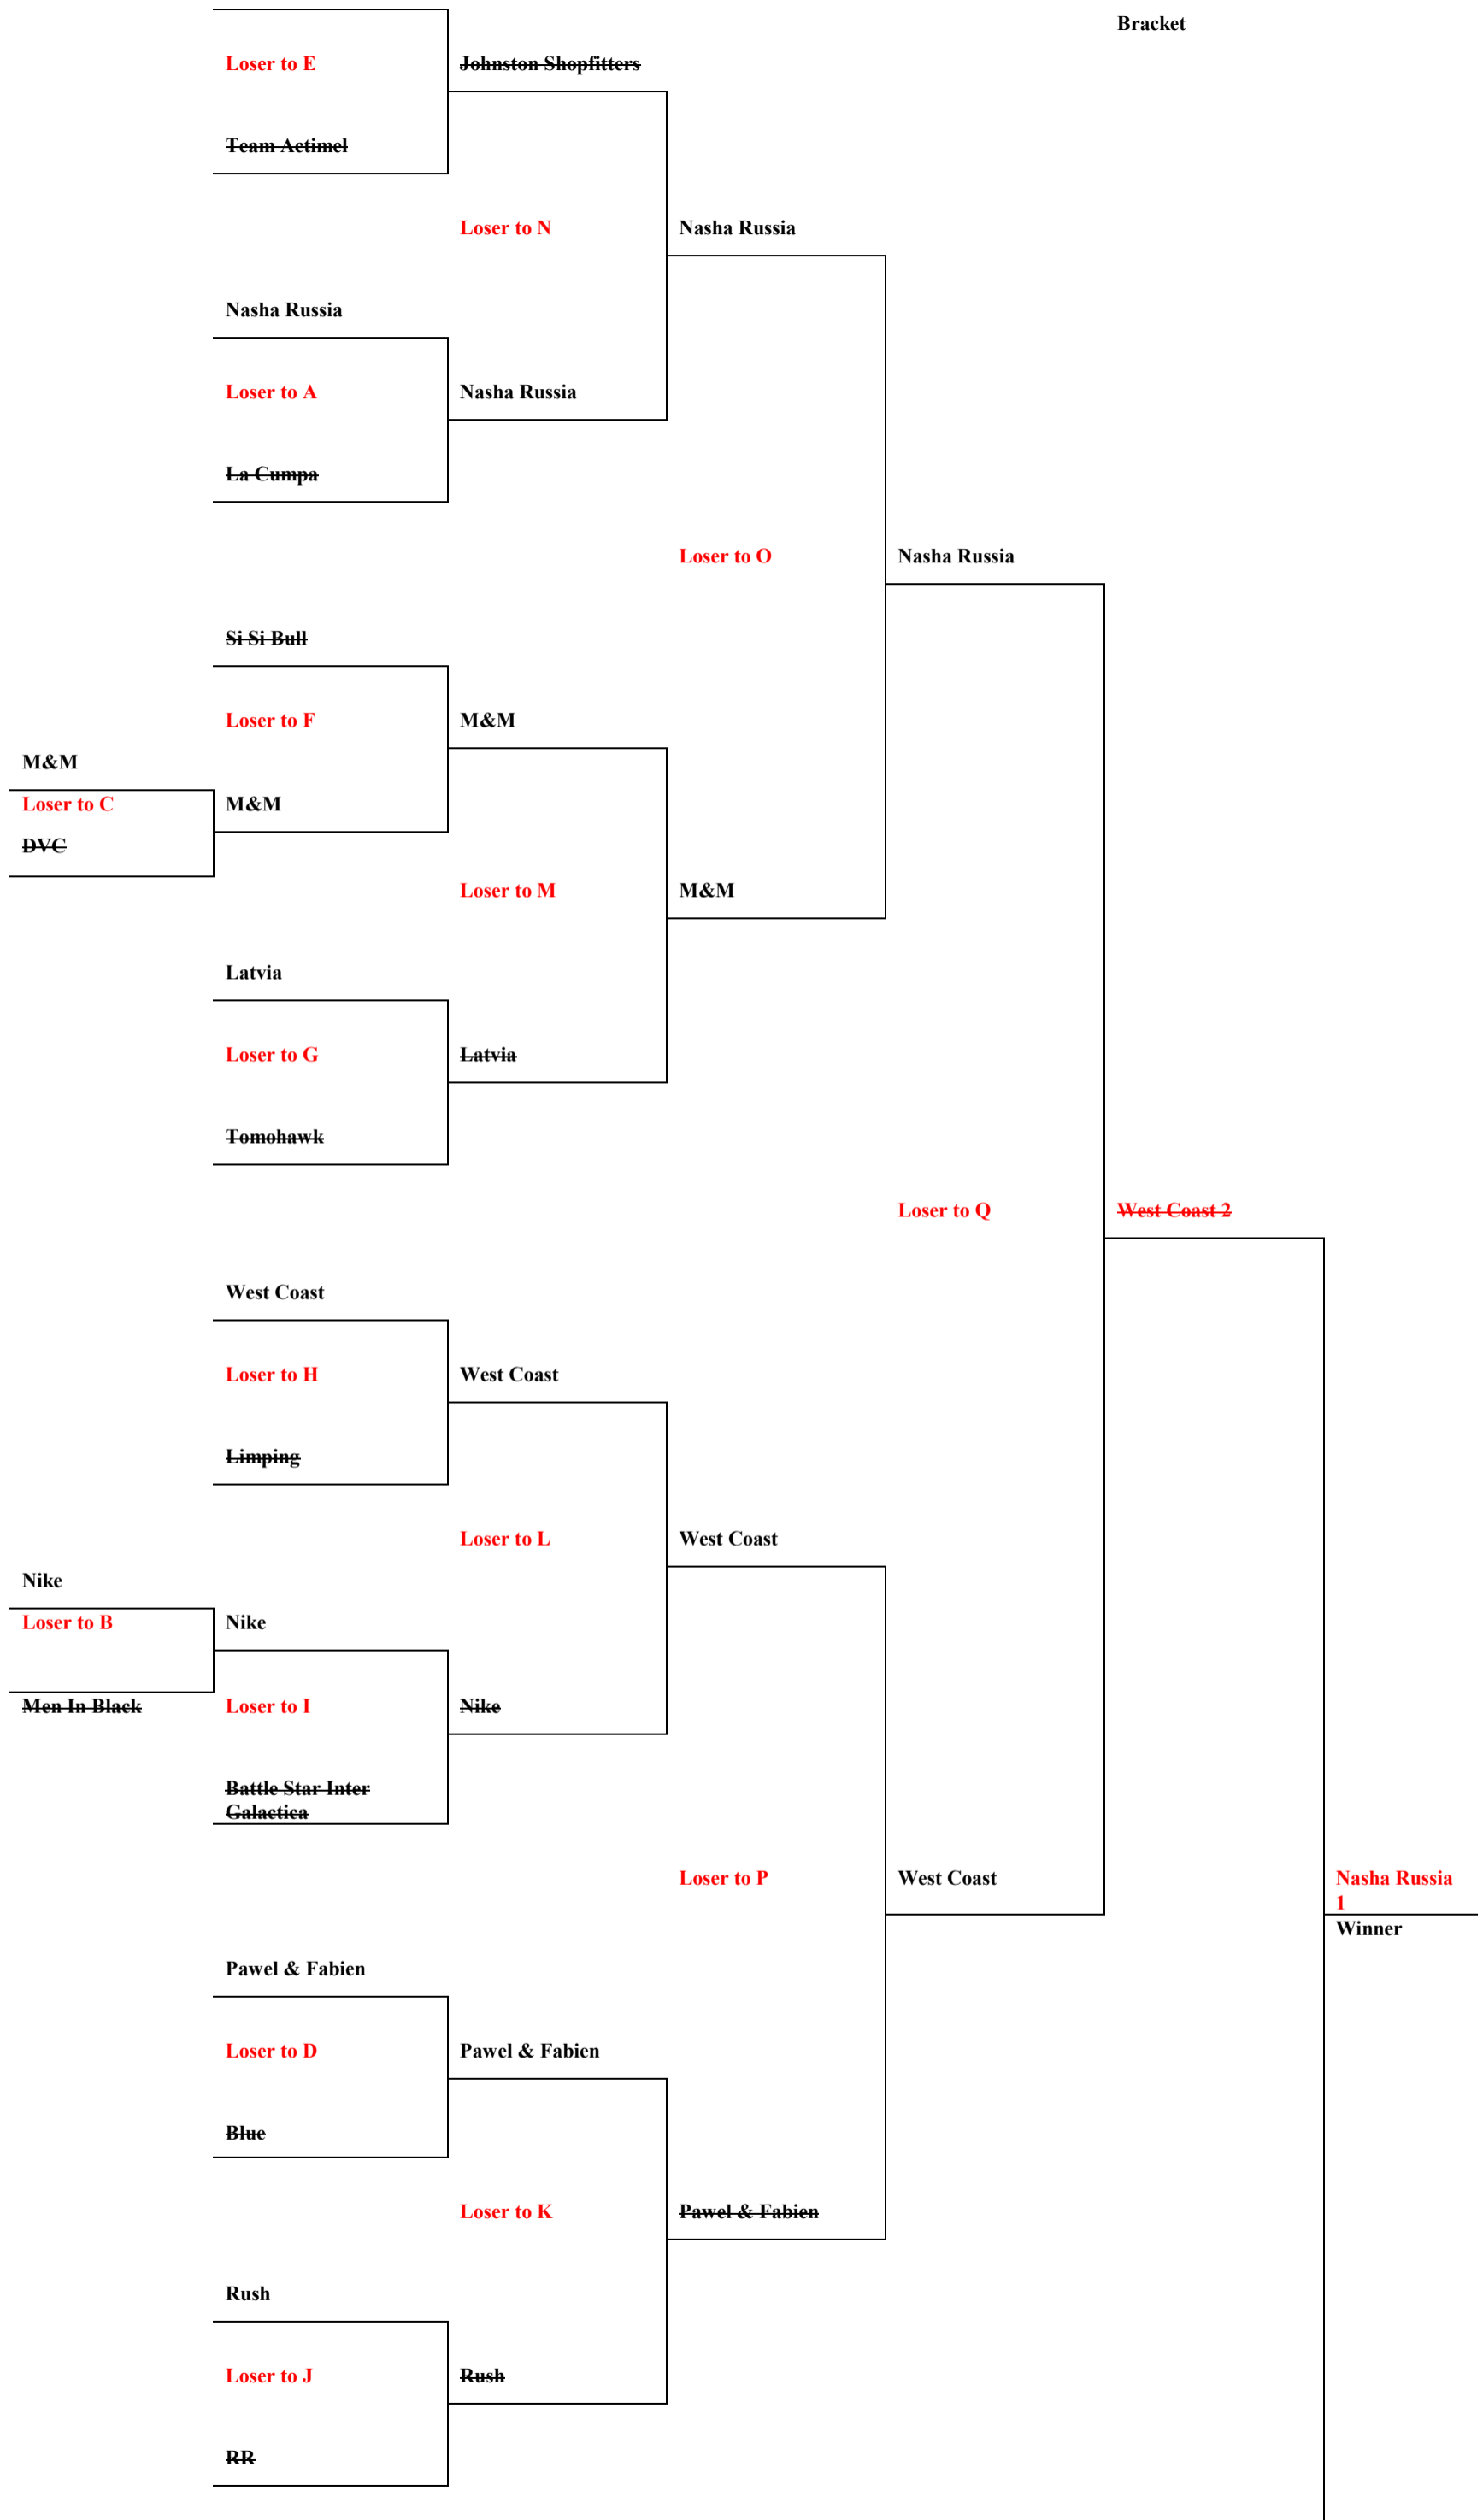 Bracket
Loser to E
Johnston Shopfitters
Team Actimel
Loser to N
Nasha Russia
Nasha Russia
Loser to A
Nasha Russia
La Cumpa
Loser to O
Nasha Russia
Si Si Bull
Loser to F
M&M
M&M
Loser to C
M&M
DVC
Loser to M
M&M
Latvia
Loser to G
Latvia
Tomohawk
Loser to Q
West Coast 2
West Coast
Loser to H
West Coast
Limping
Loser to L
West Coast
Nike
Loser to B
Nike
Men In Black
Loser to I
Nike
Battle Star Inter
Galactica
Loser to P
West Coast
Nasha Russia
1
Winner
Pawel & Fabien
Loser to D
Pawel & Fabien
Blue
Loser to K
Pawel & Fabien
Rush
Loser to J
Rush
RR